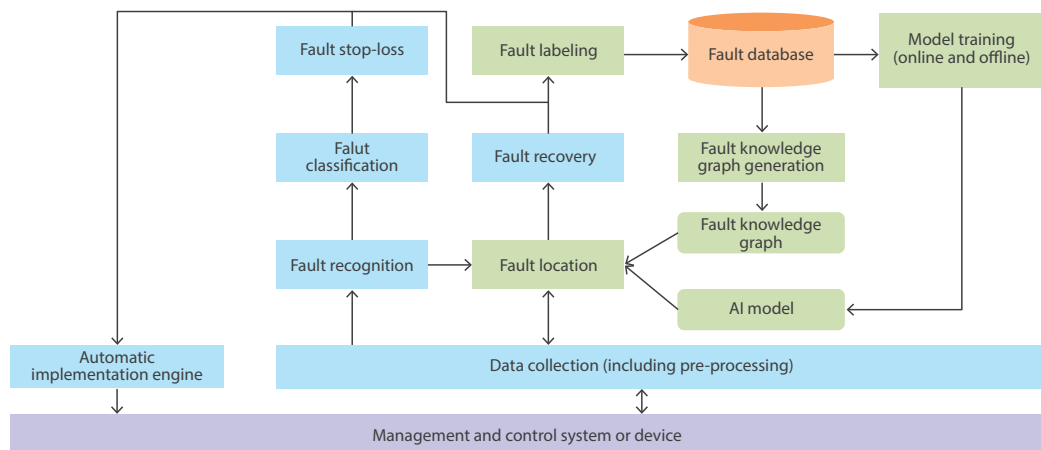 Fault stop-loss
Fault labeling
Fault database
Model training
(online and offline)
Falut
classification
Fault recovery
Fault knowledge
graph generation
Fault knowledge
graph
Fault recognition
Fault location
AI model
Automatic
implementation engine
Data collection (including pre-processing)
Management and control system or device